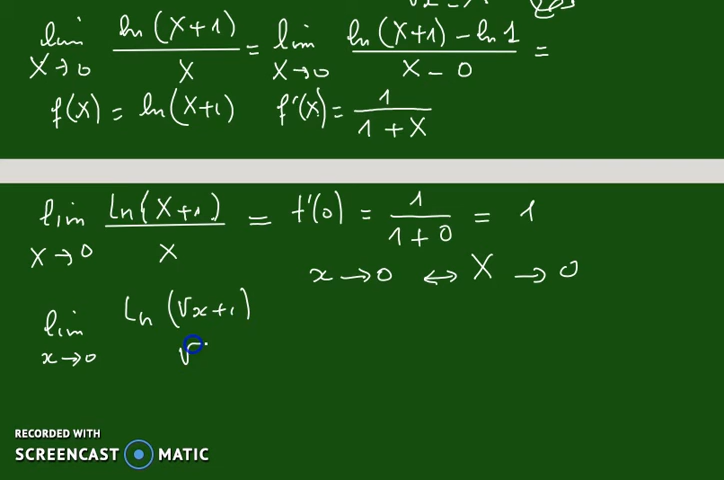 lim X→0 ln(X+1)/X = lim X→0 (ln(X+1) − ln 1)/(X − 0) =
f(X) = ln(X+1) f'(X) = 1/(1+X)
lim X→0 ln(X+1)/X = f'(0) = 1/(1+0) = 1
x→0 ↔ X→0
lim x→0 ln(√x+1)/√
RECORDED WITH
SCREENCAST MATIC